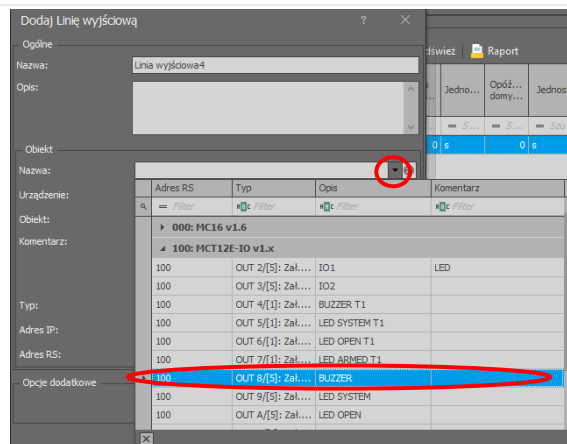 Dodaj Linię wyjściową ? ×
Ogólne
Nazwa: Linia wyjściowa4
Opis:
Raport
Jedno... Opóź... domy...
0 s 0 s
Obiekt
Nazwa:
Urządzenie:
Obiekt:
Komentarz:
Typ:
Adres IP:
Adres RS:
Opcje dodatkowe
Adres RS Typ Opis Komentarz
= Filter Filter Filter Filter
000: MC16 v1.6
100: MCT12E-IO v1.x
100 OUT 2/[5]: Zał.... IO1 LED
100 OUT 3/[5]: Zał.... IO2
100 OUT 4/[1]: Zał.... BUZZER T1
100 OUT 5/[1]: Zał.... LED SYSTEM T1
100 OUT 6/[1]: Zał.... LED OPEN T1
100 OUT 7/[1]: Zał.... LED ARMED T1
100 OUT 8/[5]: Zał.... BUZZER
100 OUT 9/[5]: Zał.... LED SYSTEM
100 OUT A/[5]: Zał.... LED OPEN